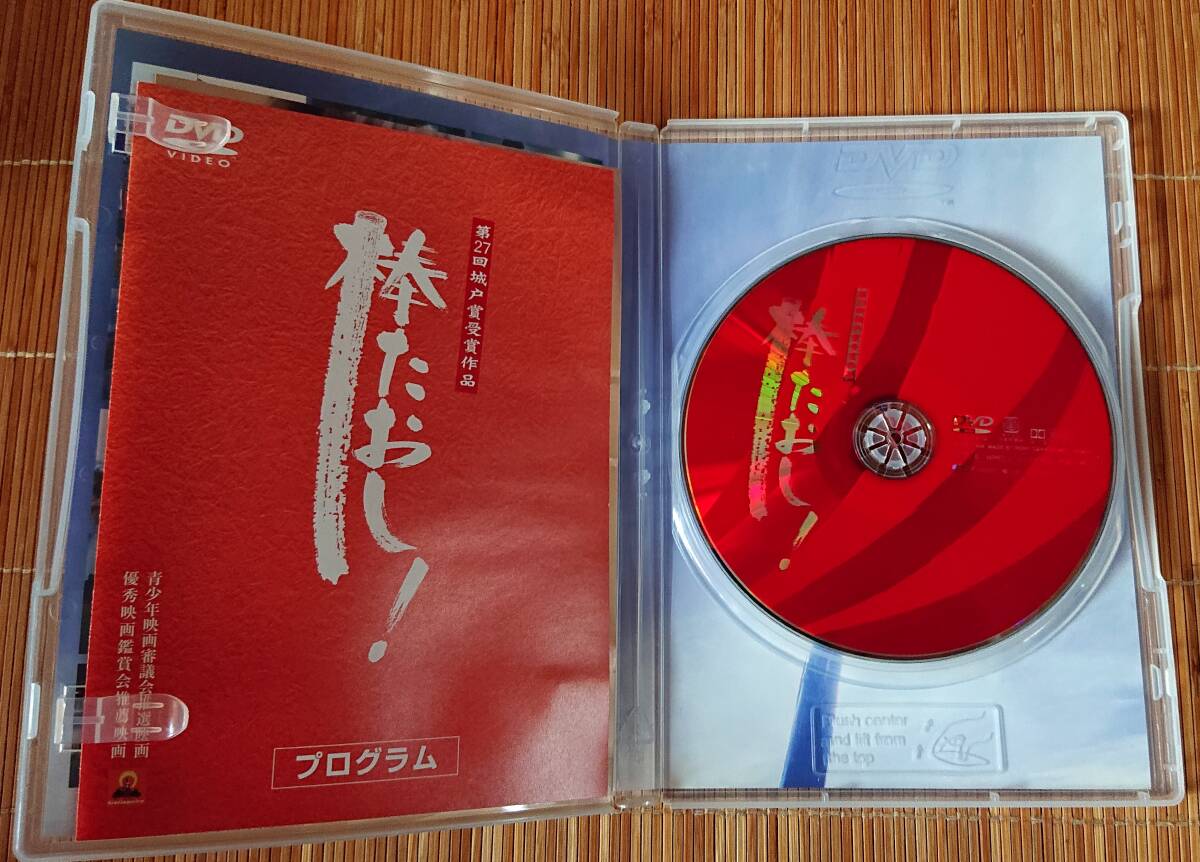 DVD
VIDEO
第27回城戸賞受賞作品
棒たおし!
青少年映画審議会推選映画
優秀映画鑑賞会推薦映画
プログラム
DVD
棒たおし!
DVD
Push center
and lift from
the top